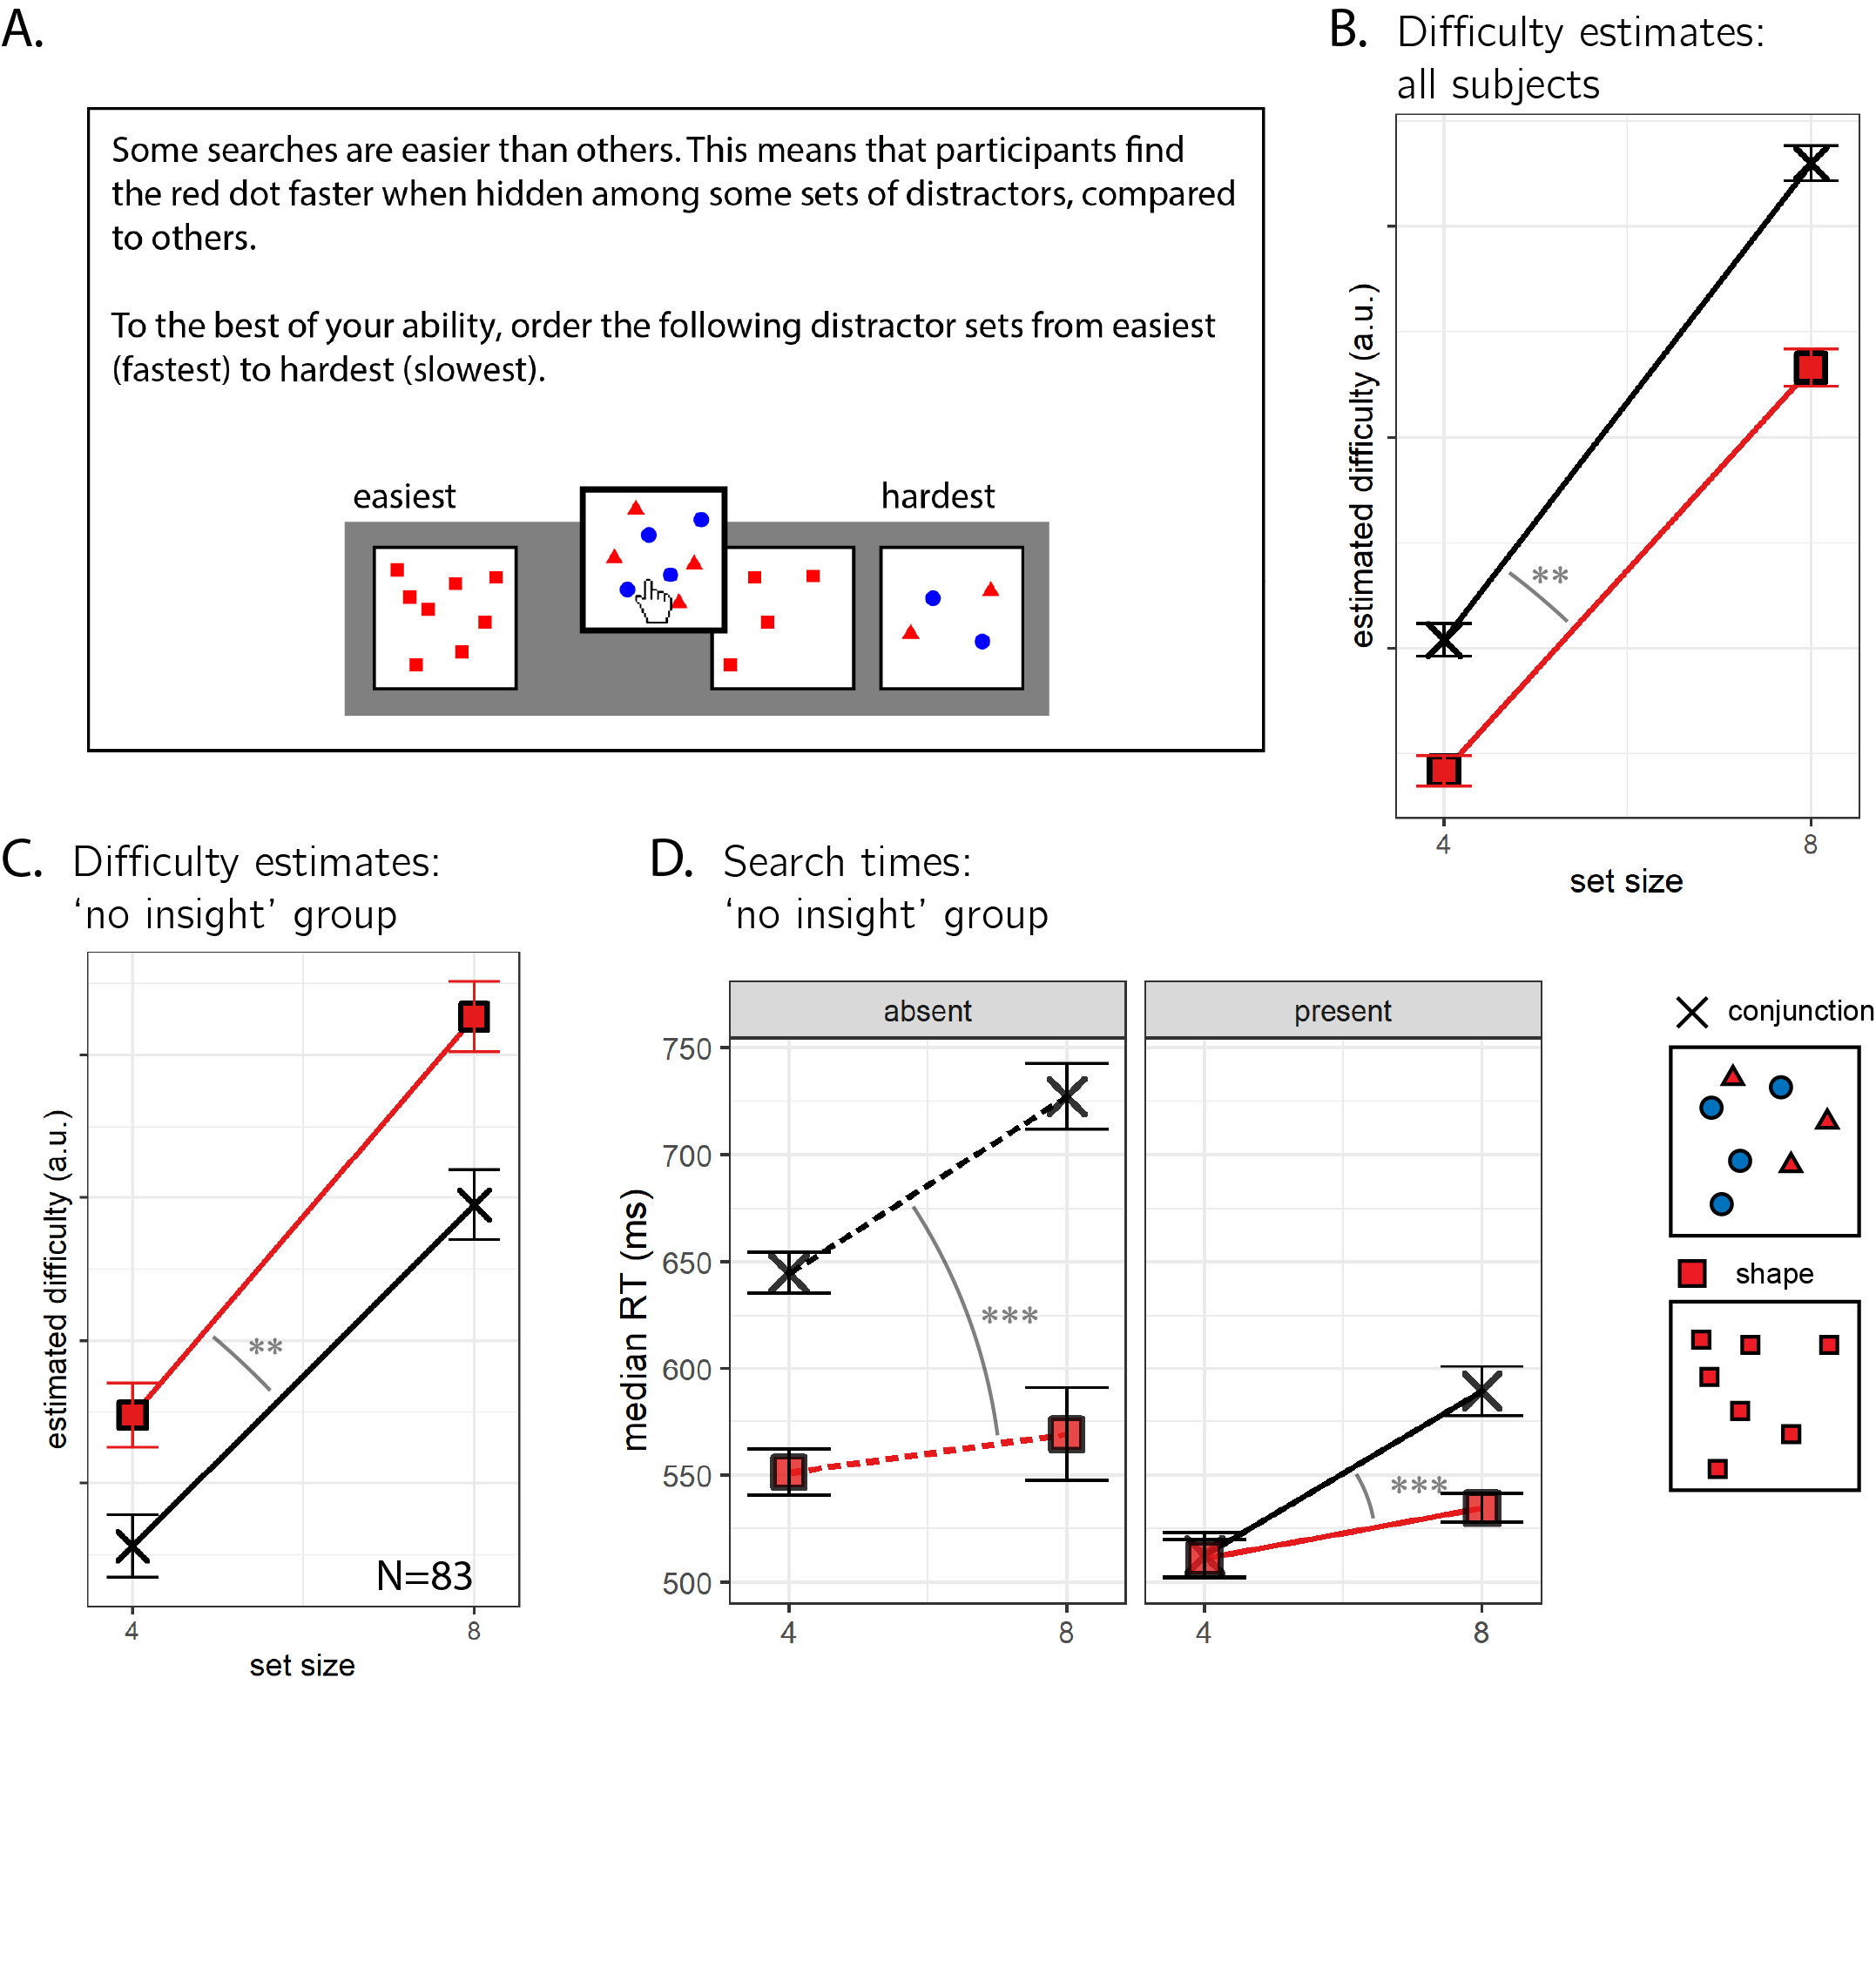 A.
Some searches are easier than others. This means that participants find
the red dot faster when hidden among some sets of distractors, compared
to others.
To the best of your ability, order the following distractor sets from easiest
(fastest) to hardest (slowest).
easiest
hardest
B. Difficulty estimates:
all subjects
estimated difficulty (a.u.)
**
4
8
set size
C. Difficulty estimates:
‘no insight’ group
estimated difficulty (a.u.)
**
N=83
4
8
set size
D. Search times:
‘no insight’ group
absent
present
median RT (ms)
750
700
650
600
550
500
***
***
4
8
4
8
conjunction
shape